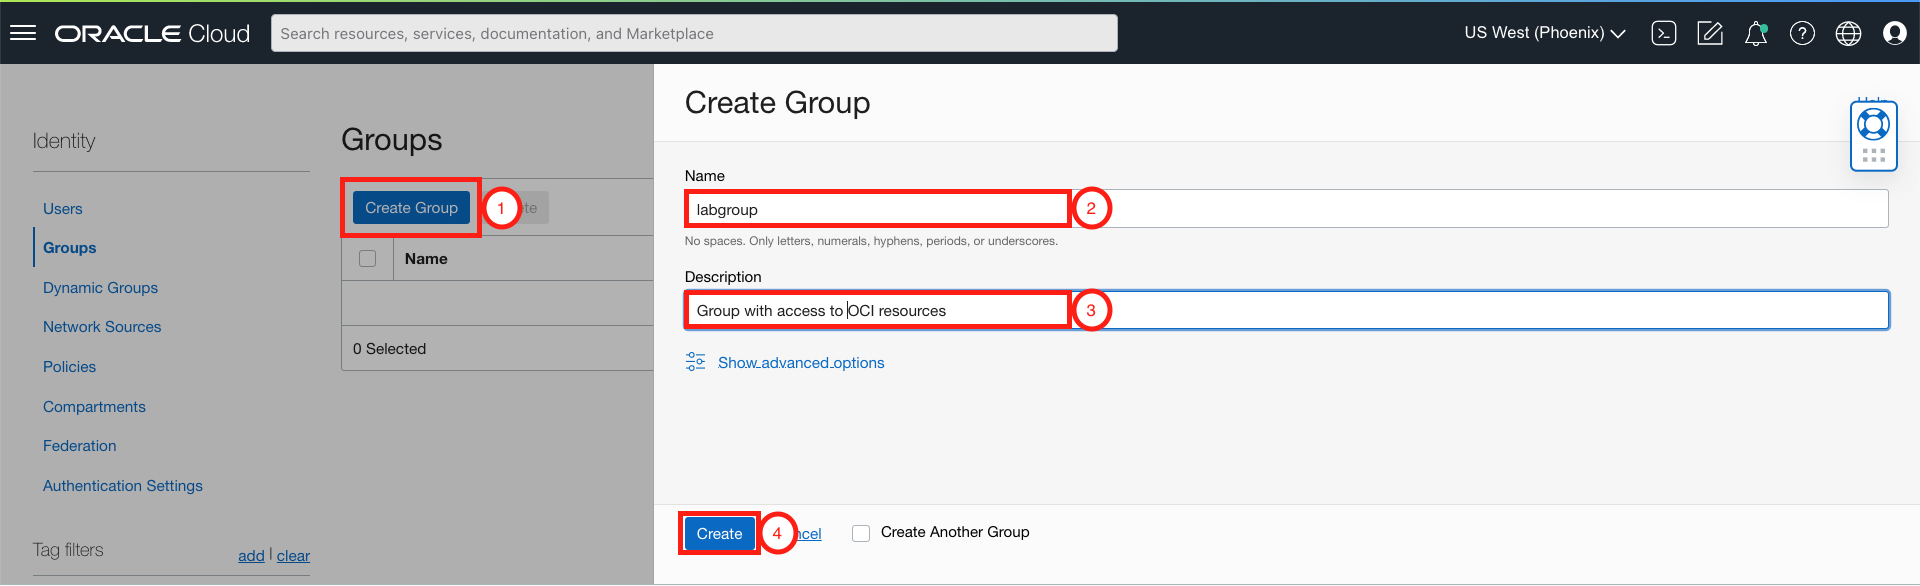 ORACLE Cloud
Search resources, services, documentation, and Marketplace
US West (Phoenix)
Identity
Users
Groups
Dynamic Groups
Network Sources
Policies
Compartments
Federation
Authentication Settings
Tag filters
add | clear
Groups
Create Group
1
Name
0 Selected
Create Group
Help
Name
labgroup
2
No spaces. Only letters, numerals, hyphens, periods, or underscores.
Description
Group with access to OCI resources
3
Show advanced options
Create
4
Create Another Group